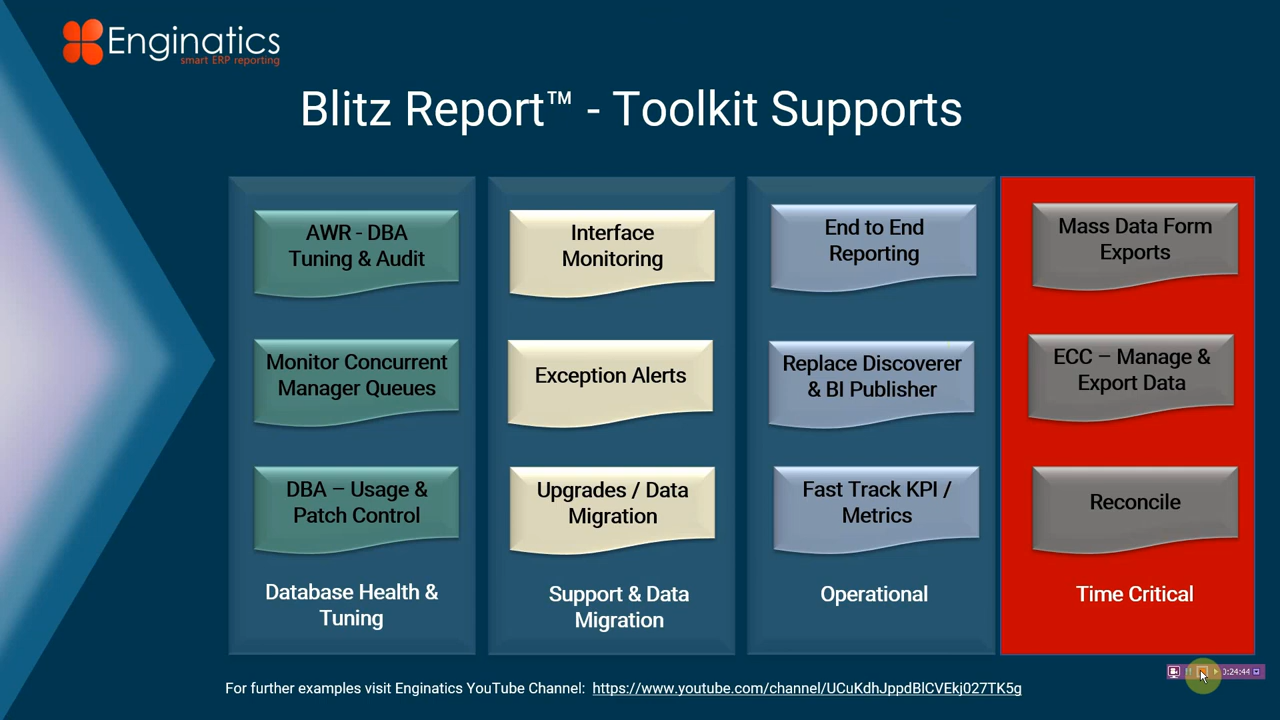 Enginatics
smart ERP reporting
Blitz Report™ - Toolkit Supports
AWR - DBA
Tuning & Audit
Monitor Concurrent
Manager Queues
DBA – Usage &
Patch Control
Database Health &
Tuning
Interface
Monitoring
Exception Alerts
Upgrades / Data
Migration
Support & Data
Migration
End to End
Reporting
Replace Discoverer
& BI Publisher
Fast Track KPI /
Metrics
Operational
Mass Data Form
Exports
ECC – Manage &
Export Data
Reconcile
Time Critical
0:24:44
For further examples visit Enginatics YouTube Channel: https://www.youtube.com/channel/UCuKdhJppdBlCVEkj027TK5g